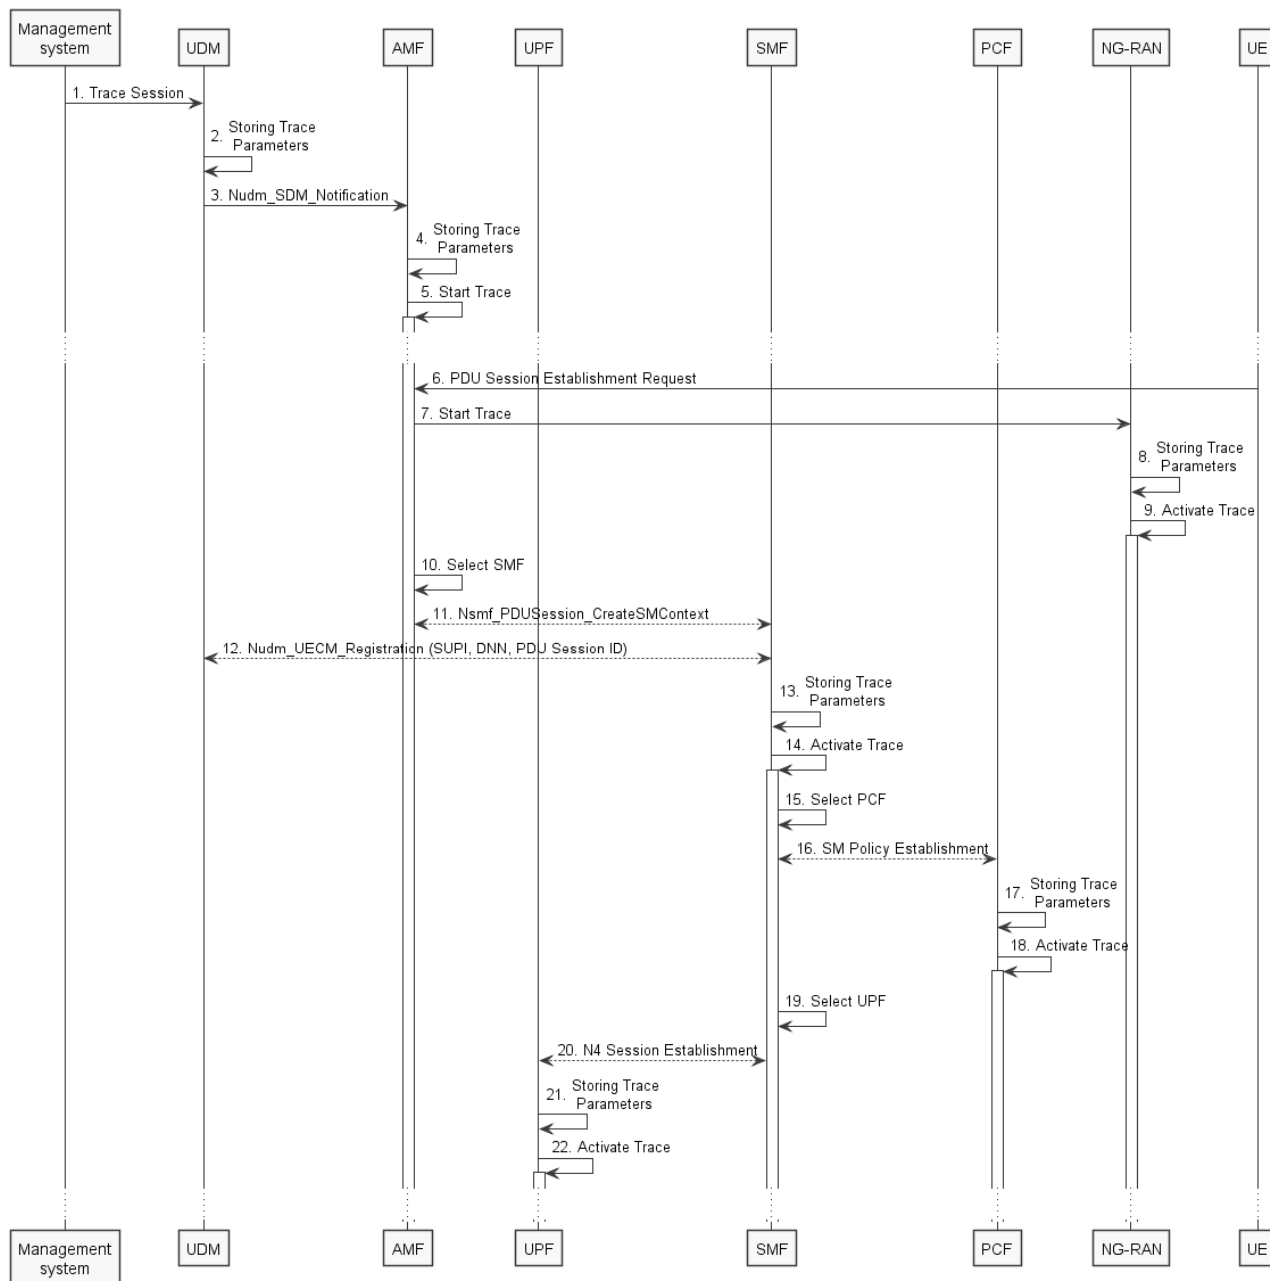 Management
system
UDM
AMF
UPF
SMF
PCF
NG-RAN
UE
1. Trace Session
2. Storing Trace
Parameters
3. Nudm_SDM_Notification
4. Storing Trace
Parameters
5. Start Trace
6. PDU Session Establishment Request
7. Start Trace
8. Storing Trace
Parameters
9. Activate Trace
10. Select SMF
11. Nsmf_PDUSession_CreateSMContext
12. Nudm_UECM_Registration (SUPI, DNN, PDU Session ID)
13. Storing Trace
Parameters
14. Activate Trace
15. Select PCF
16. SM Policy Establishment
17. Storing Trace
Parameters
18. Activate Trace
19. Select UPF
20. N4 Session Establishment
21. Storing Trace
Parameters
22. Activate Trace
Management
system
UDM
AMF
UPF
SMF
PCF
NG-RAN
UE